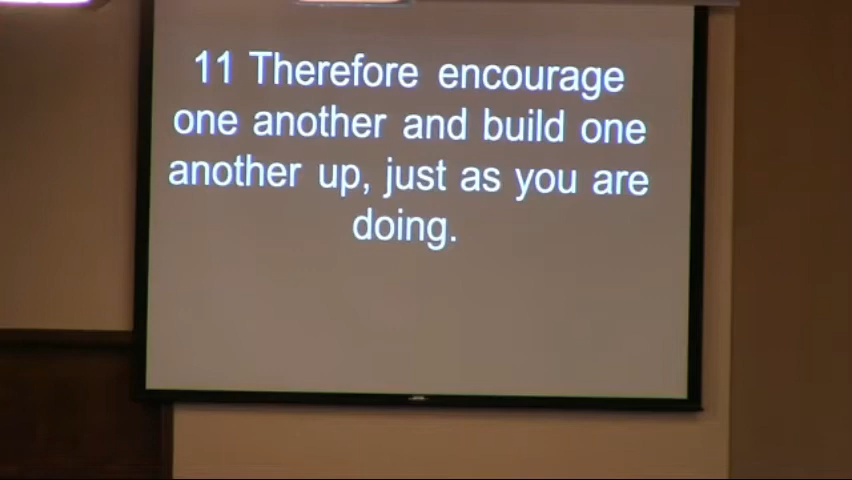 11 Therefore encourage
one another and build one
another up, just as you are
doing.